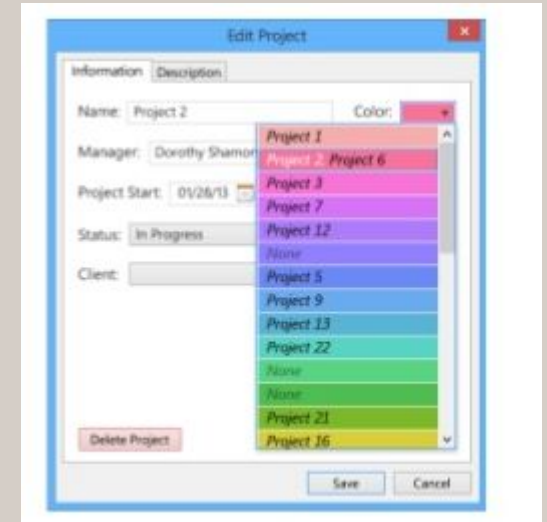 Edit Project
Information Description
Name: Project 2 Color:
Project 1
Manager: Dorothy Shamon
Project 2, Project 6
Project 3
Project Start: 01/28/13
Project 7
Status: In Progress
Project 12
None
Client:
Project 5
Project 9
Project 13
Project 22
None
None
Project 21
Delete Project
Project 16
Save Cancel